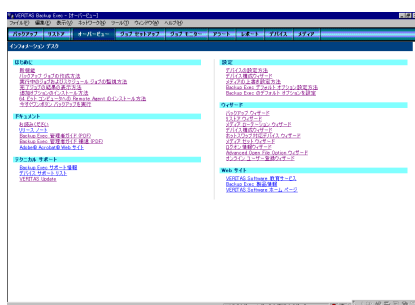 VERITAS Backup Exec - [オーバービュー]
ファイル(F) 編集(E) 表示(V) ネットワーク(N) ツール(T) ウィンドウ(W) ヘルプ(H)
バックアップ リストア オーバービュー ジョブ セットアップ ジョブ モニター アラート レポート デバイス メディア
インフォメーション デスク
はじめに
新機能
バックアップ ジョブの作成方法
実行中のジョブおよびスケジュール ジョブの監視方法
完了ジョブの結果の表示方法
追加オプションのインストール方法
64 ビット コンピュータへの Remote Agent のインストール方法
今すぐワンボタン バックアップを実行
ドキュメント
お読みください
リリース ノート
Backup Exec 管理者ガイド (PDF)
Backup Exec 管理者ガイド 補遺 (PDF)
Adobe® Acrobat® Web サイト
テクニカル サポート
Backup Exec サポート情報
デバイス サポート リスト
VERITAS Update
設定
デバイスの設定方法
デバイス構成ウィザード
メディアの上書き設定方法
Backup Exec デフォルト オプション設定方法
Backup Exec のデフォルト オプションを設定
ウィザード
バックアップ ウィザード
リストア ウィザード
メディア ローテーション ウィザード
デバイス構成ウィザード
ホットスワップ対応デバイス ウィザード
メディア セット ウィザード
ログオン情報ウィザード
Advanced Open File Option ウィザード
オンライン ユーザー登録ウィザード
Web サイト
VERITAS Software 教育サービス
Backup Exec 製品情報
VERITAS Software ホーム ページ